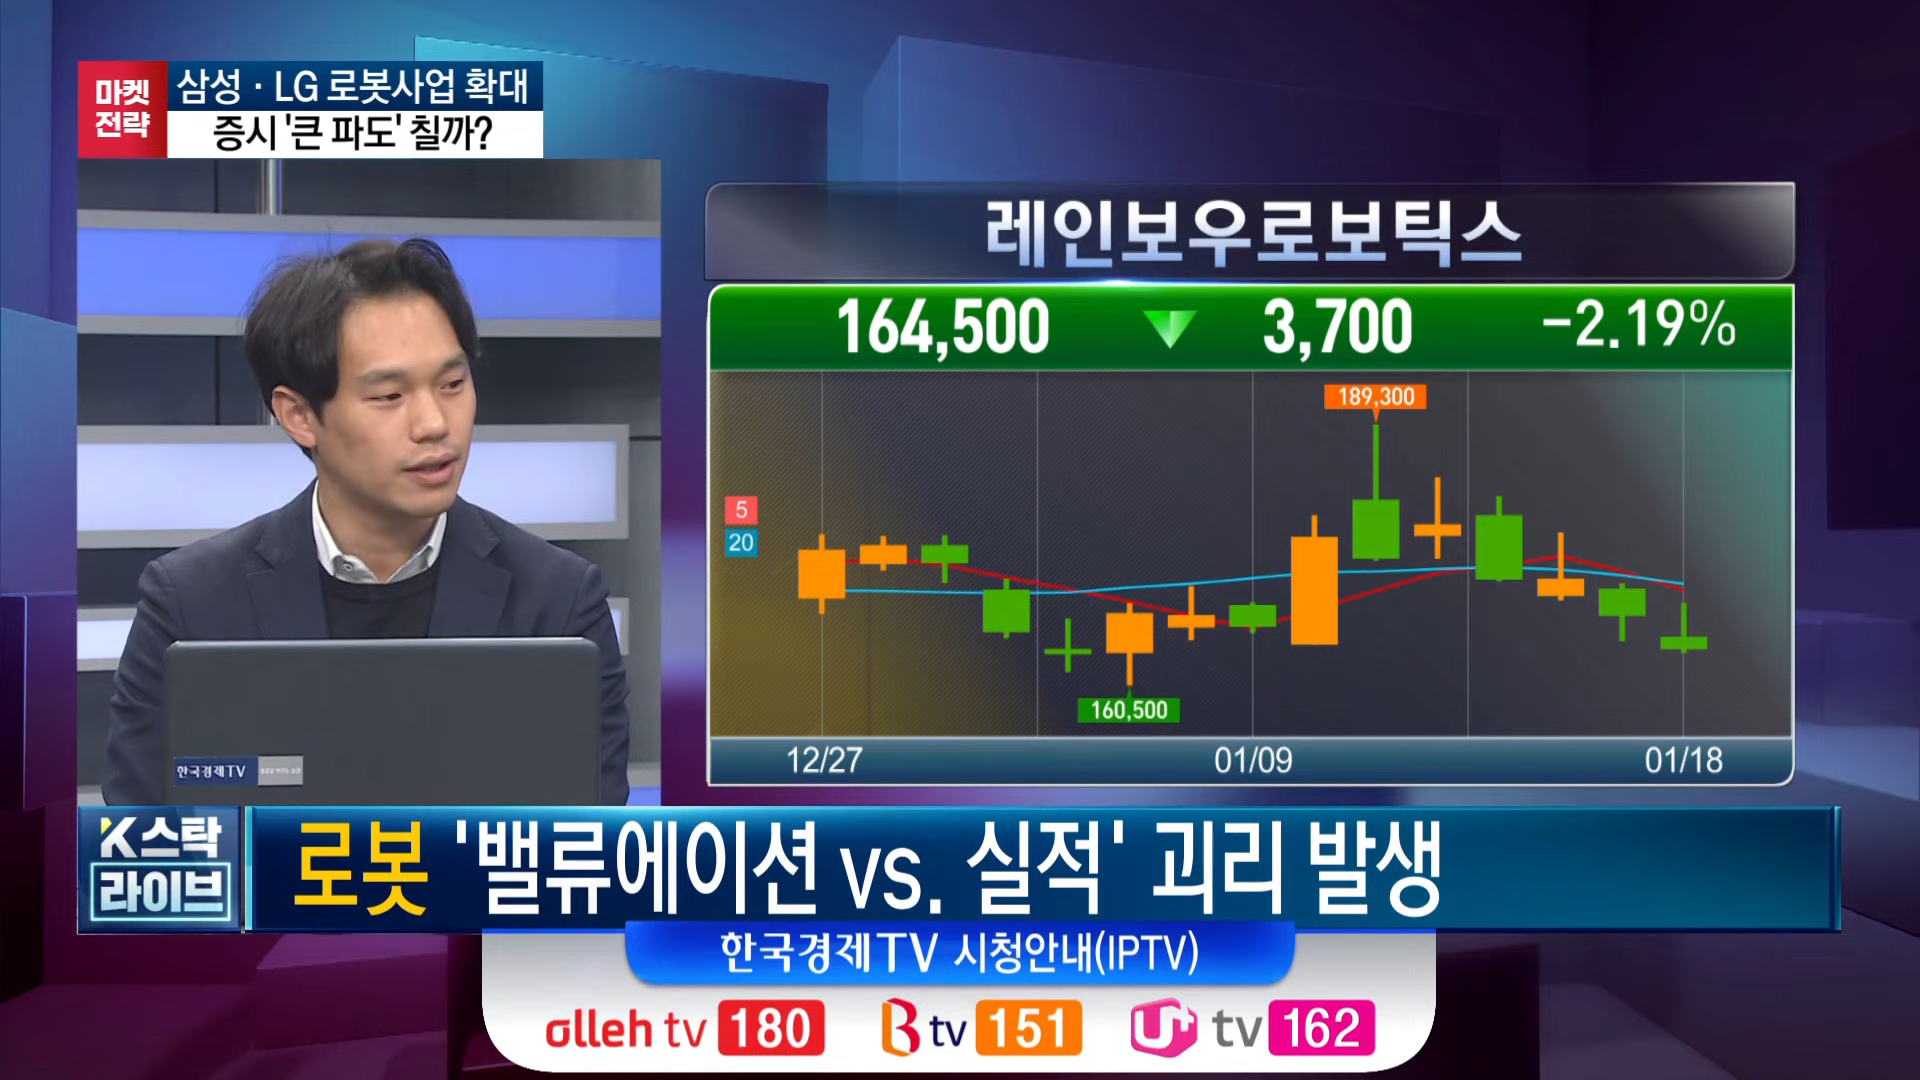 마켓
전략
삼성·LG 로봇사업 확대
증시 '큰 파도' 칠까?
레인보우로보틱스
164,500 ▼ 3,700 -2.19%
189,300
5
20
160,500
12/27 01/09 01/18
한국경제TV
K스탁
라이브
로봇 '밸류에이션 vs. 실적' 괴리 발생
한국경제TV 시청안내(IPTV)
olleh tv 180 B tv 151 U+ tv 162